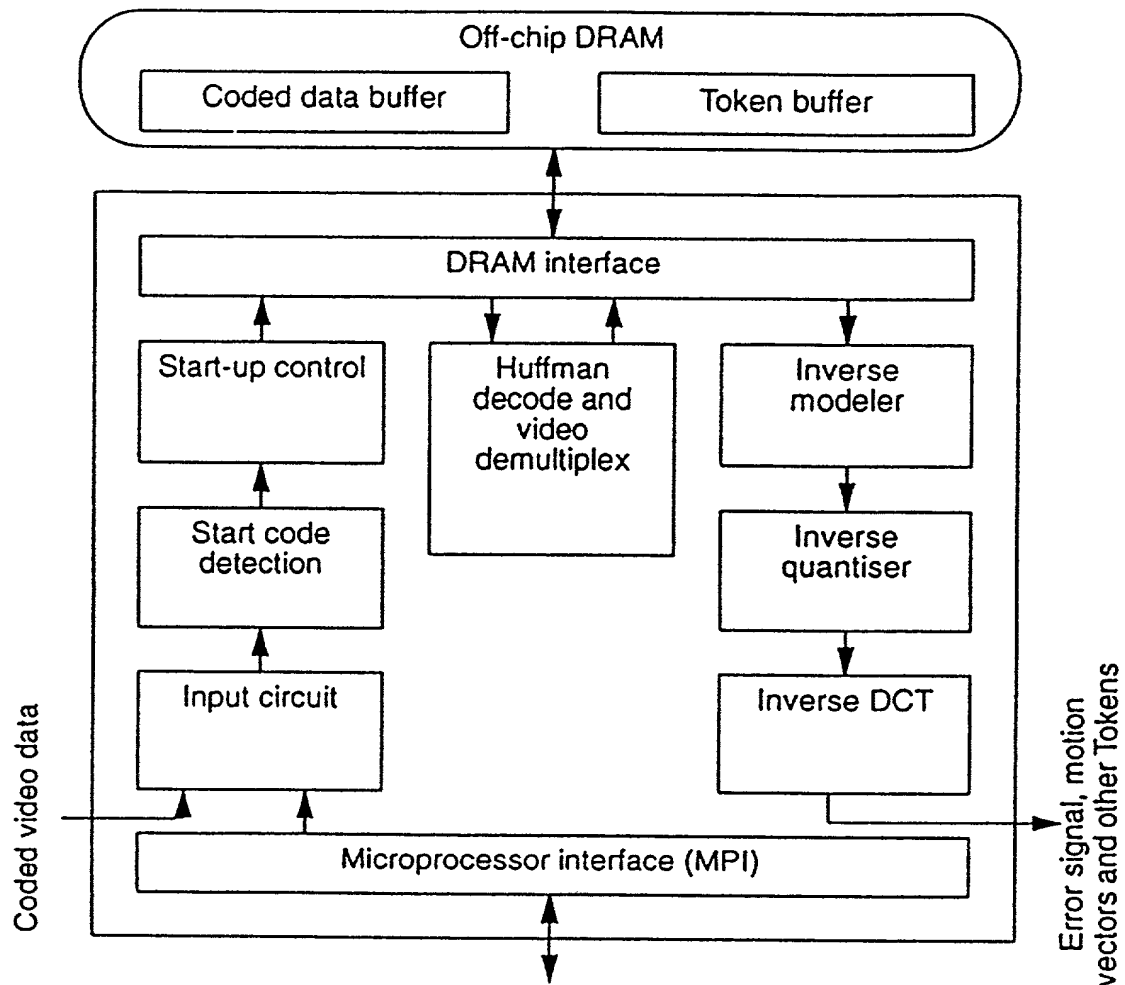 Off-chip DRAM
Coded data buffer
Token buffer
DRAM interface
Start-up control
Huffman
decode and
video
demultiplex
Inverse
modeler
Start code
detection
Inverse
quantiser
Input circuit
Inverse DCT
Coded video data
Error signal, motion
vectors and other Tokens
Microprocessor interface (MPI)